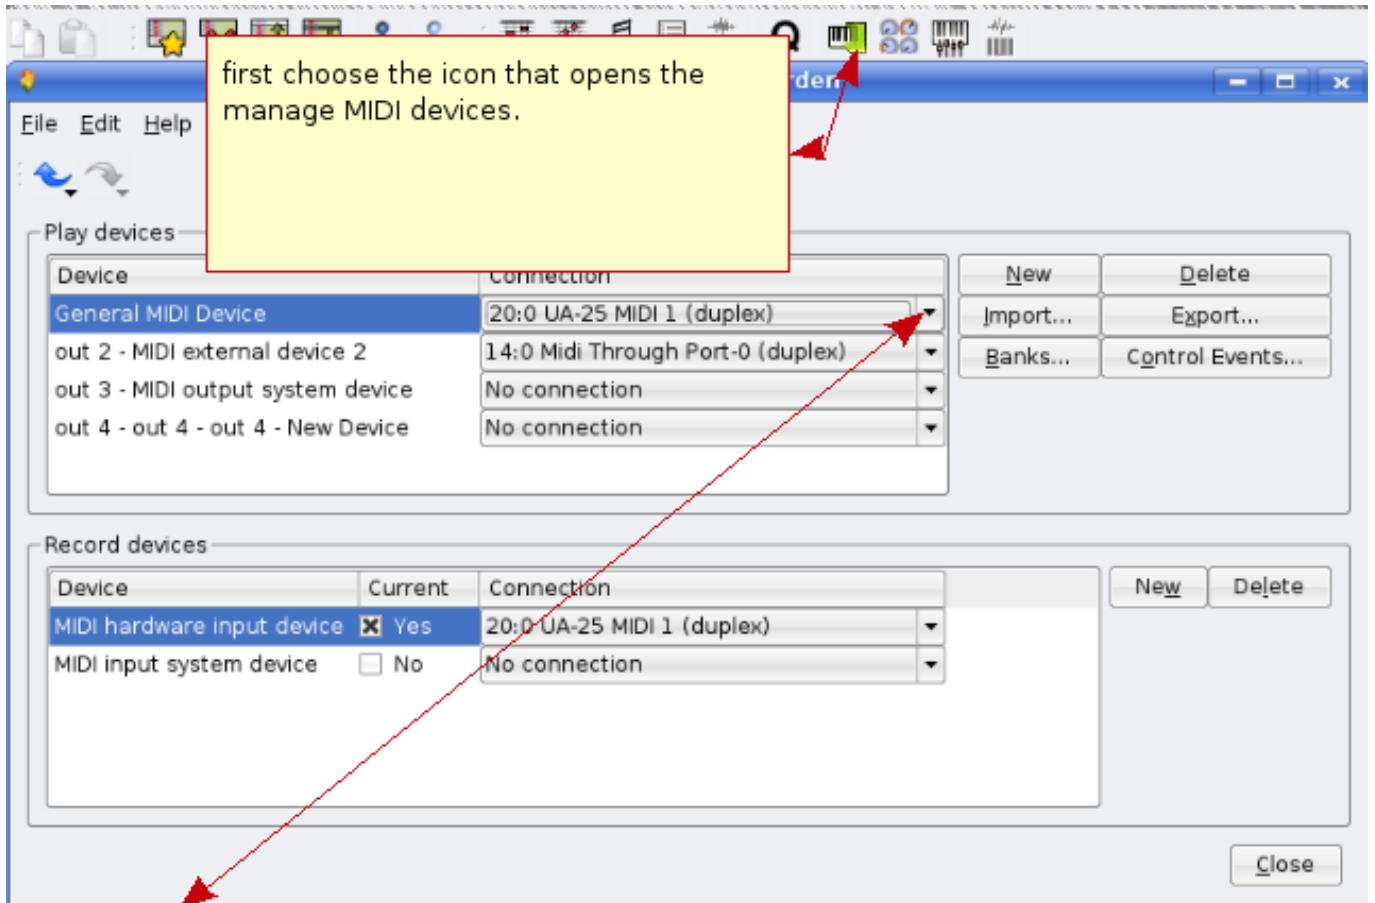 first choose the icon that opens the
manage MIDI devices.
File Edit Help
Play devices
Device Connection New Delete
General MIDI Device 20:0 UA-25 MIDI 1 (duplex) Import... Export...
out 2 - MIDI external device 2 14:0 Midi Through Port-0 (duplex) Banks... Control Events...
out 3 - MIDI output system device No connection
out 4 - out 4 - out 4 - New Device No connection
Record devices
Device Current Connection New Delete
MIDI hardware input device Yes 20:0 UA-25 MIDI 1 (duplex)
MIDI input system device No No connection
Close